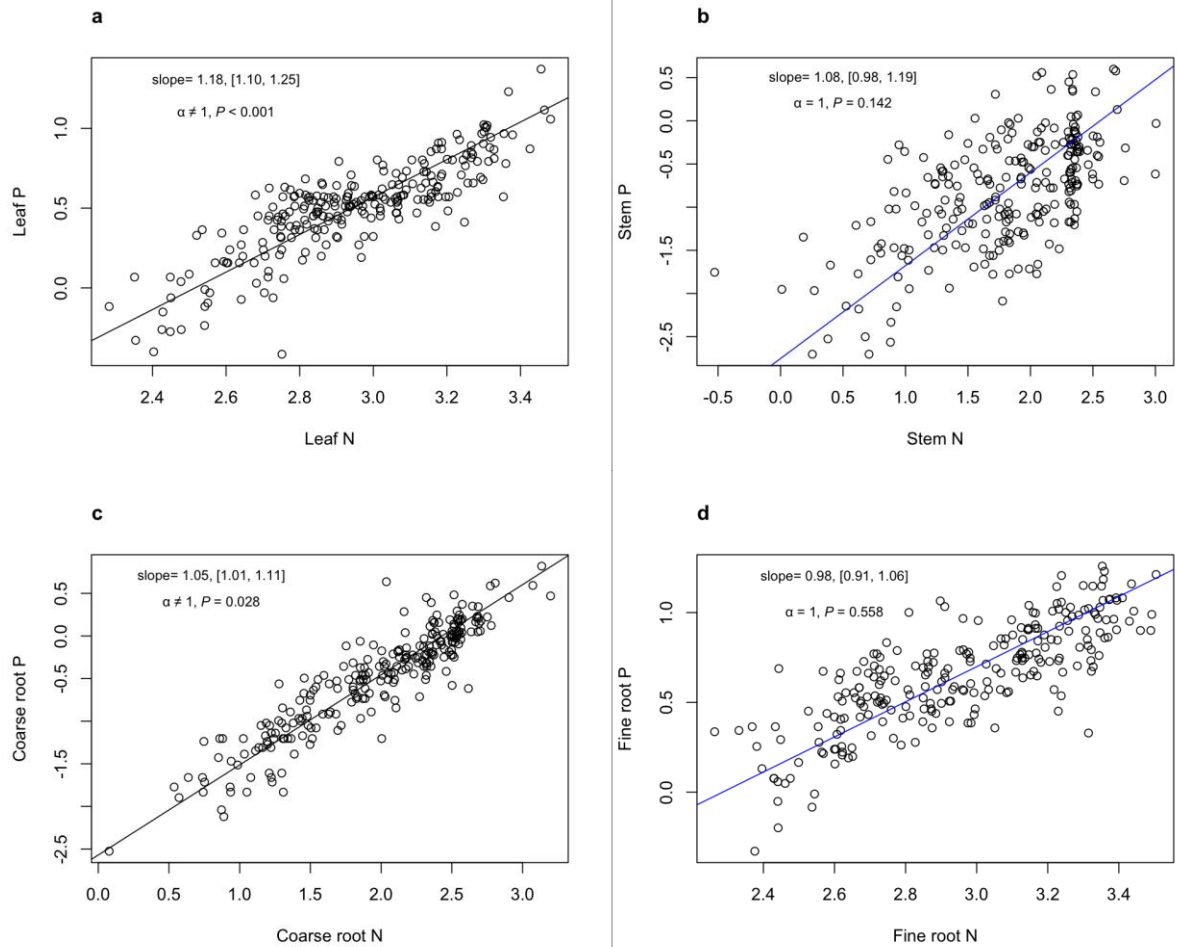 a
slope= 1.18, [1.10, 1.25]
α ≠ 1, P < 0.001
1.0
0.5
0.0
Leaf P
2.4 2.6 2.8 3.0 3.2 3.4
Leaf N
b
slope= 1.08, [0.98, 1.19]
α = 1, P = 0.142
0.5
0.0
-0.5
-1.5
-2.5
Stem P
-0.5 0.0 0.5 1.0 1.5 2.0 2.5 3.0
Stem N
c
slope= 1.05, [1.01, 1.11]
α ≠ 1, P = 0.028
0.5
0.0
-0.5
-1.5
-2.5
Coarse root P
0.0 0.5 1.0 1.5 2.0 2.5 3.0
Coarse root N
d
slope= 0.98, [0.91, 1.06]
α = 1, P = 0.558
1.0
0.5
0.0
Fine root P
2.4 2.6 2.8 3.0 3.2 3.4
Fine root N